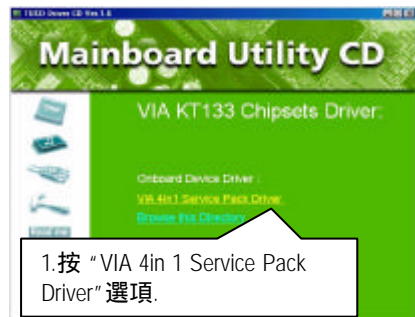 Mainboard Utility CD
VIA KT133 Chipsets Driver:
Onboard Device Driver :
VIA 4in1 Service Pack Driver.
Browse this Directory
1.按 “VIA 4in 1 Service Pack
Driver”選項.